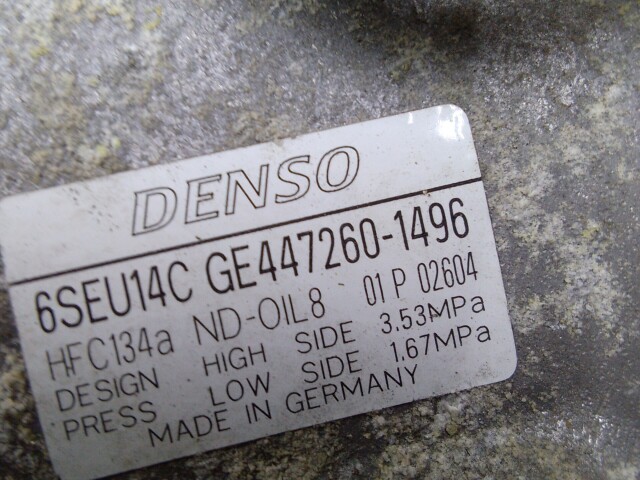 DENSO
6SEU14C GE447260-1496
HFC134a ND-OIL8 01 P 02604
DESIGN HIGH SIDE 3.53MPa
PRESS LOW SIDE 1.67MPa
MADE IN GERMANY